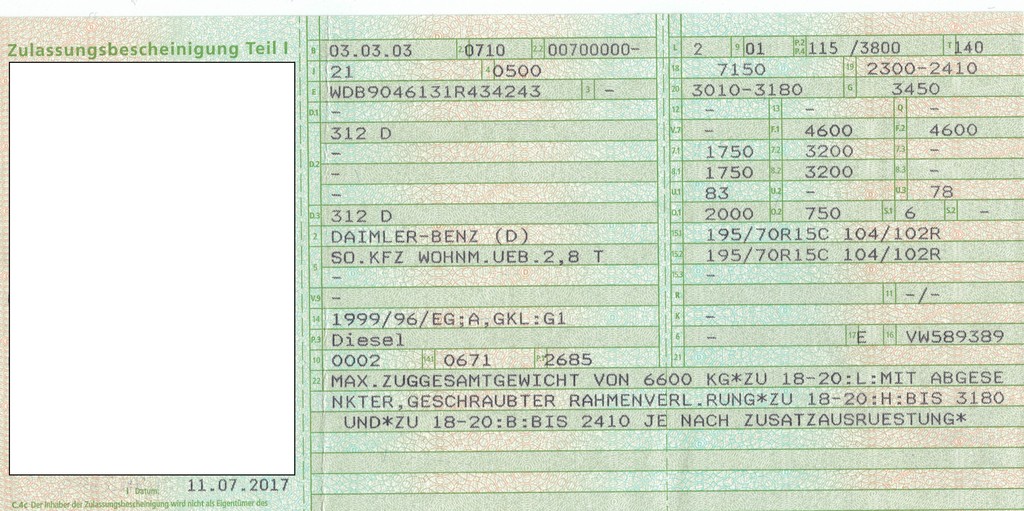 Zulassungsbescheinigung Teil I
B 03.03.03 2.1 0710 2.2 00700000-
J 21 4 0500
E WDB9046131R434243 3 -
D.1 -
312 D
D.2 -
-
-
D.3 312 D
2 DAIMLER-BENZ (D)
5 SO.KFZ WOHNM.UEB.2,8 T
-
V.9 -
14 1999/96/EG;A,GKL:G1
P.3 Diesel
10 0002 14.1 0671 P.1 2685
L 2 9 01 P.2 P.4 115 /3800 T 140
18 7150 19 2300-2410
20 3010-3180 G 3450
12 - 13 - Q -
V.7 - F.1 4600 F.2 4600
7.1 1750 7.2 3200 7.3 -
8.1 1750 8.2 3200 8.3 -
U.1 83 U.2 - U.3 78
O.1 2000 O.2 750 S.1 6 S.2 -
15.1 195/70R15C 104/102R
15.2 195/70R15C 104/102R
15.3 -
R 11 -/-
K -
6 - 17 E 16 VW589389
21
22 MAX.ZUGGESAMTGEWICHT VON 6600 KG*ZU 18-20:L:MIT ABGESE
NKTER,GESCHRAUBTER RAHMENVERL.RUNG*ZU 18-20:H:BIS 3180
UND*ZU 18-20:B:BIS 2410 JE NACH ZUSATZAUSRUESTUNG*
I Datum: 11.07.2017
C.4c Der Inhaber der Zulassungsbescheinigung wird nicht als Eigentümer des